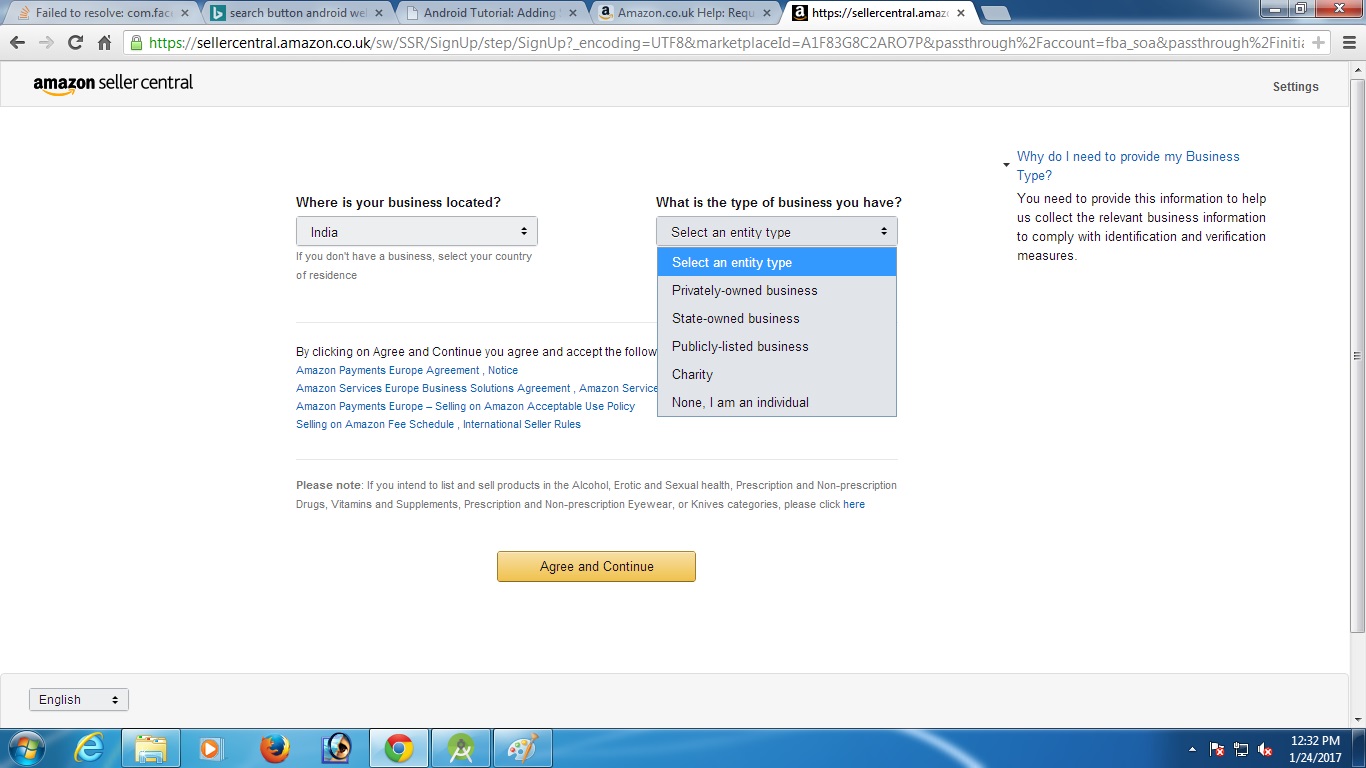 Failed to resolve: com.face
search button android we
Android Tutorial: Adding
Amazon.co.uk Help: Requ
https://sellercentral.amaz
https://sellercentral.amazon.co.uk/sw/SSR/SignUp/step/SignUp?_encoding=UTF8&marketplaceId=A1F83G8C2ARO7P&passthrough%2Faccount=fba_soa&passthrough%2Finitia
amazon seller central
Settings
Why do I need to provide my Business
Type?
You need to provide this information to help
us collect the relevant business information
to comply with identification and verification
measures.
Where is your business located?
India
If you don't have a business, select your country
of residence
What is the type of business you have?
Select an entity type
Select an entity type
Privately-owned business
State-owned business
Publicly-listed business
Charity
None, I am an individual
By clicking on Agree and Continue you agree and accept the follow
Amazon Payments Europe Agreement , Notice
Amazon Services Europe Business Solutions Agreement , Amazon Service
Amazon Payments Europe – Selling on Amazon Acceptable Use Policy
Selling on Amazon Fee Schedule , International Seller Rules
Please note: If you intend to list and sell products in the Alcohol, Erotic and Sexual health, Prescription and Non-prescription
Drugs, Vitamins and Supplements, Prescription and Non-prescription Eyewear, or Knives categories, please click here
Agree and Continue
English
12:32 PM
1/24/2017